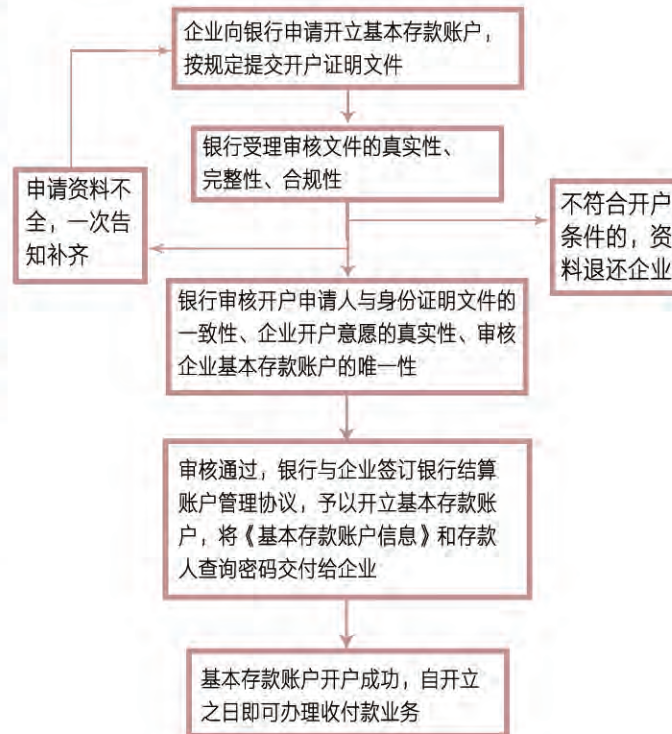 企业向银行申请开立基本存款账户，
按规定提交开户证明文件
银行受理审核文件的真实性、
完整性、合规性
申请资料不
全，一次告
知补齐
不符合开户
条件的，资
料退还企业
银行审核开户申请人与身份证明文件的
一致性、企业开户意愿的真实性、审核
企业基本存款账户的唯一性
审核通过，银行与企业签订银行结算
账户管理协议，予以开立基本存款账
户，将《基本存款账户信息》和存款
人查询密码交付给企业
基本存款账户开户成功，自开立
之日即可办理收付款业务